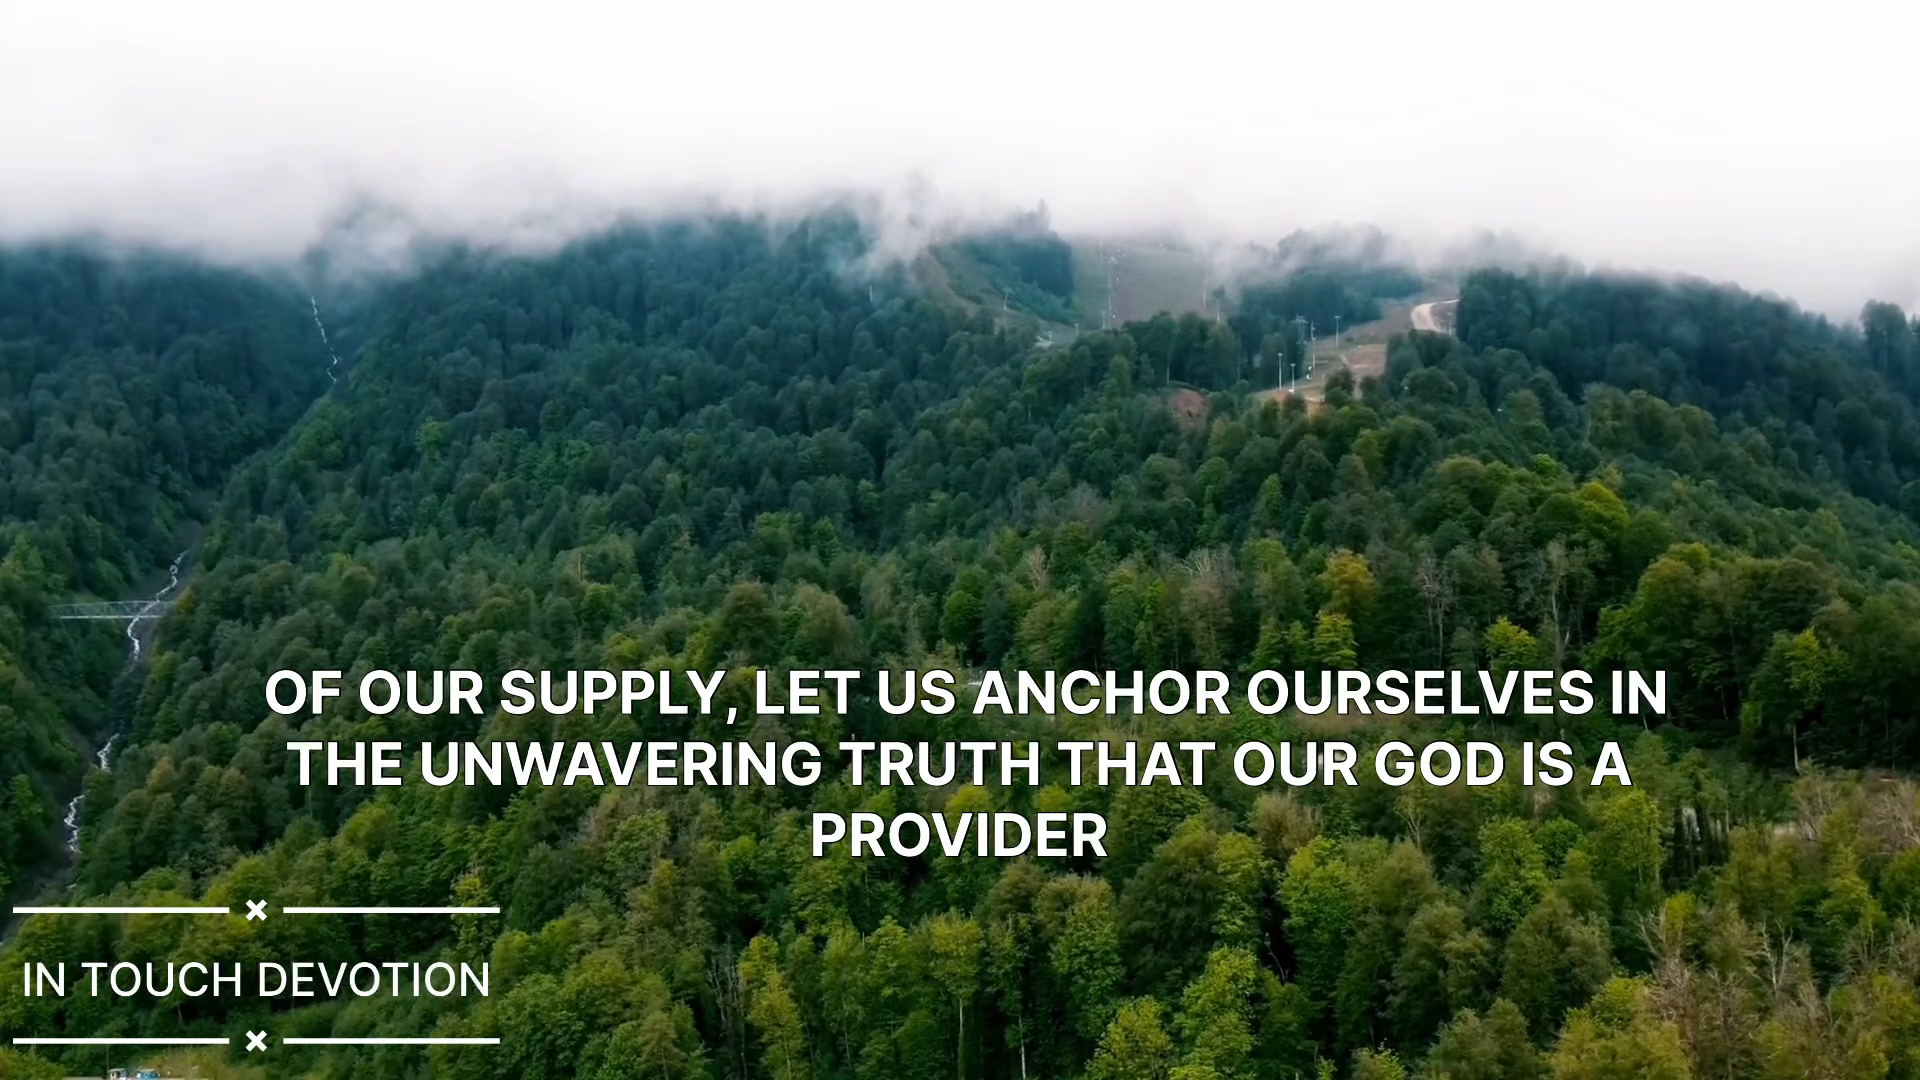 OF OUR SUPPLY, LET US ANCHOR OURSELVES IN
THE UNWAVERING TRUTH THAT OUR GOD IS A
PROVIDER
IN TOUCH DEVOTION